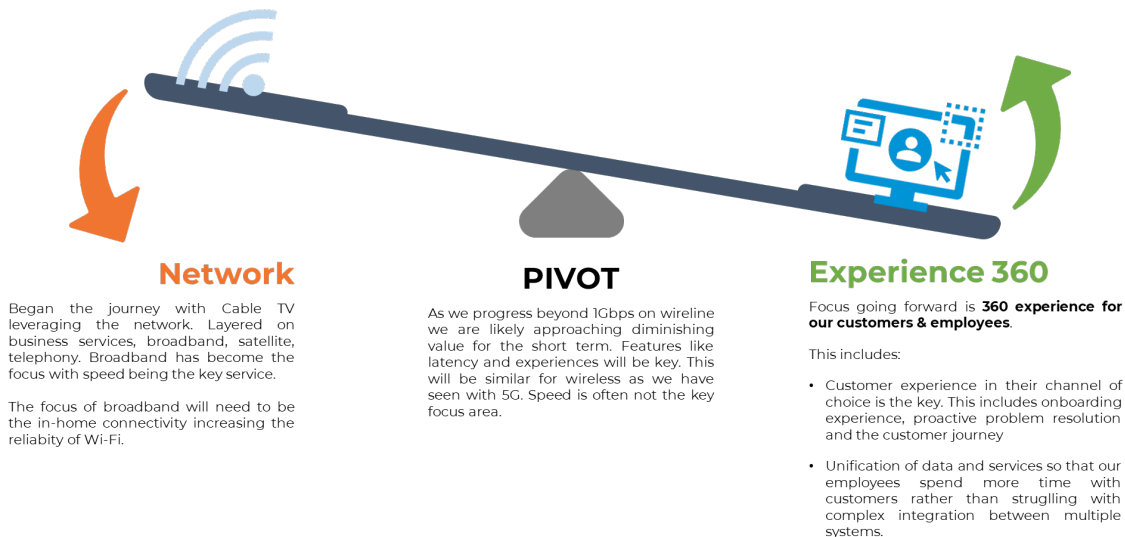 Network
Began the journey with Cable TV
leveraging the network. Layered on
business services, broadband, satellite,
telephony. Broadband has become the
focus with speed being the key service.
The focus of broadband will need to be
the in-home connectivity increasing the
reliabity of Wi-Fi.
PIVOT
As we progress beyond 1Gbps on wireline
we are likely approaching diminishing
value for the short term. Features like
latency and experiences will be key. This
will be similar for wireless as we have
seen with 5G. Speed is often not the key
focus area.
Experience 360
Focus going forward is 360 experience for
our customers & employees.
This includes:
• Customer experience in their channel of
choice is the key. This includes onboarding
experience, proactive problem resolution
and the customer journey
• Unification of data and services so that our
employees spend more time with
customers rather than struglling with
complex integration between multiple
systems.